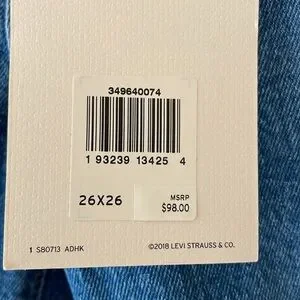 349640074
1 93239 13425 4
26X26
MSRP
$98.00
1 S80713 ADHK
©2018 LEVI STRAUSS & CO.